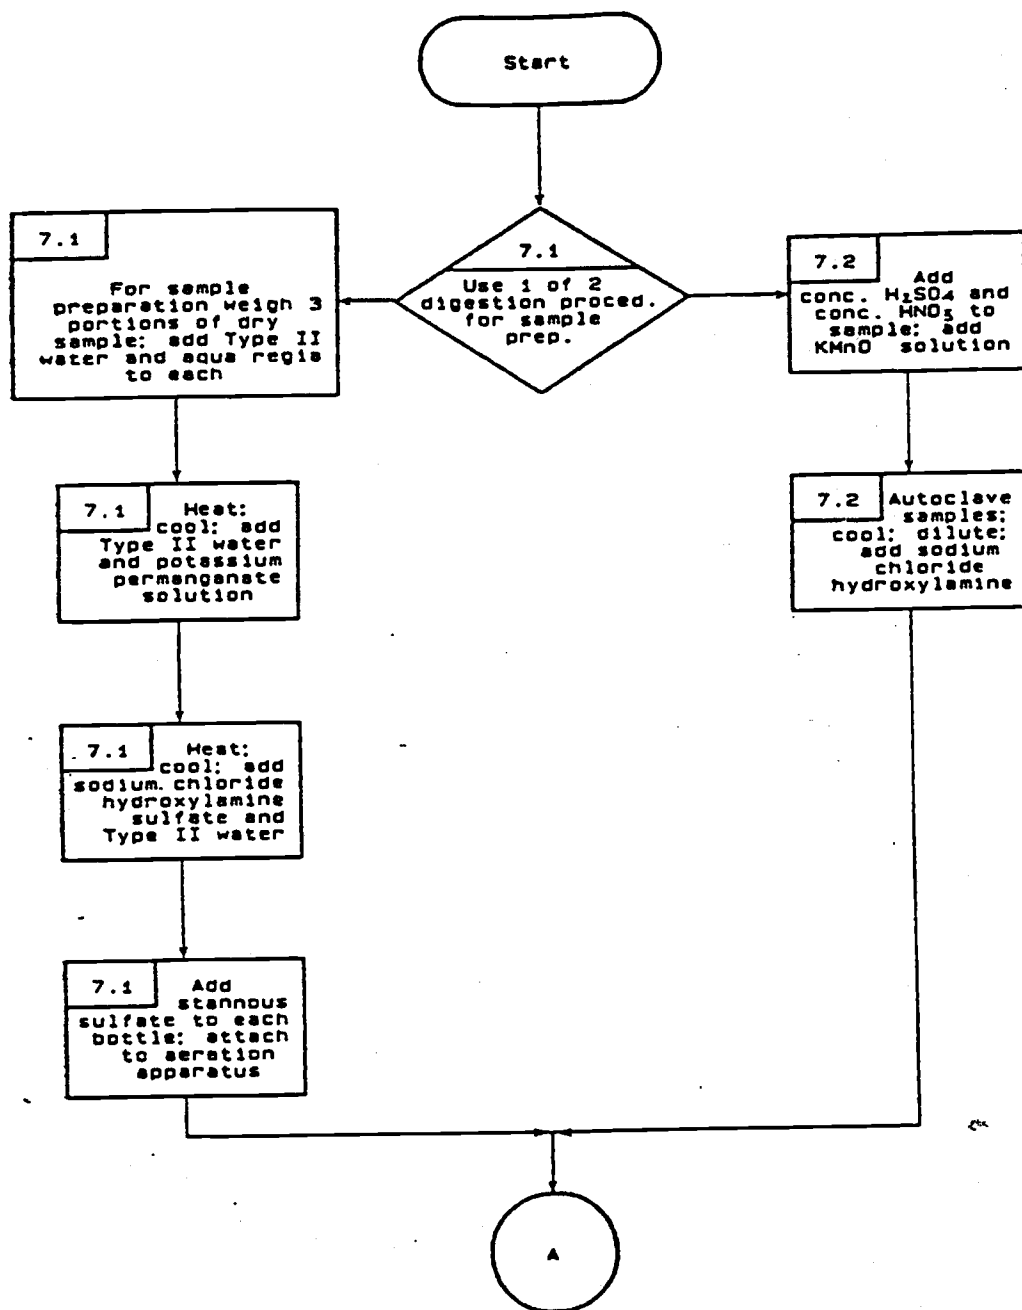 Start
7.1
Use 1 of 2
digestion proced.
for sample
prep.
7.1
For sample
preparation weigh 3
portions of dry
sample; add Type II
water and aqua regia
to each
7.1
Heat;
cool; add
Type II water
and potassium
permanganate
solution
7.1
Heat;
cool; add
sodium chloride
hydroxylamine
sulfate and
Type II water
7.1
Add
stannous
sulfate to each
bottle; attach
to aeration
apparatus
7.2
Add
conc. H₂SO₄ and
conc. HNO₃ to
sample; add
KMnO solution
7.2
Autoclave
samples;
cool; dilute;
add sodium
chloride
hydroxylamine
A